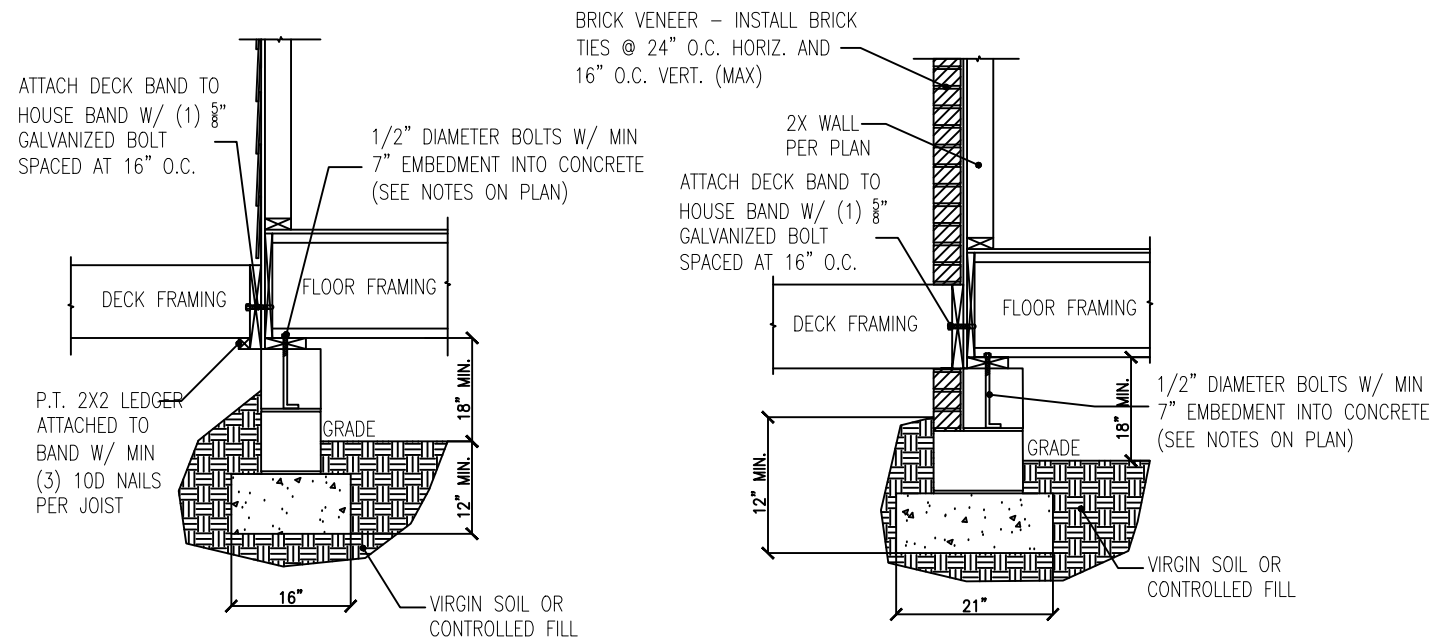 ATTACH DECK BAND TO
HOUSE BAND W/ (1) 5/8"
GALVANIZED BOLT
SPACED AT 16" O.C.
1/2" DIAMETER BOLTS W/ MIN
7" EMBEDMENT INTO CONCRETE
(SEE NOTES ON PLAN)
DECK FRAMING
FLOOR FRAMING
P.T. 2X2 LEDGER
ATTACHED TO
BAND W/ MIN
(3) 10D NAILS
PER JOIST
18" MIN.
GRADE
12" MIN.
16"
VIRGIN SOIL OR
CONTROLLED FILL
BRICK VENEER – INSTALL BRICK
TIES @ 24" O.C. HORIZ. AND
16" O.C. VERT. (MAX)
2X WALL
PER PLAN
ATTACH DECK BAND TO
HOUSE BAND W/ (1) 5/8"
GALVANIZED BOLT
SPACED AT 16" O.C.
DECK FRAMING
FLOOR FRAMING
1/2" DIAMETER BOLTS W/ MIN
7" EMBEDMENT INTO CONCRETE
(SEE NOTES ON PLAN)
18" MIN.
GRADE
12" MIN.
21"
VIRGIN SOIL OR
CONTROLLED FILL